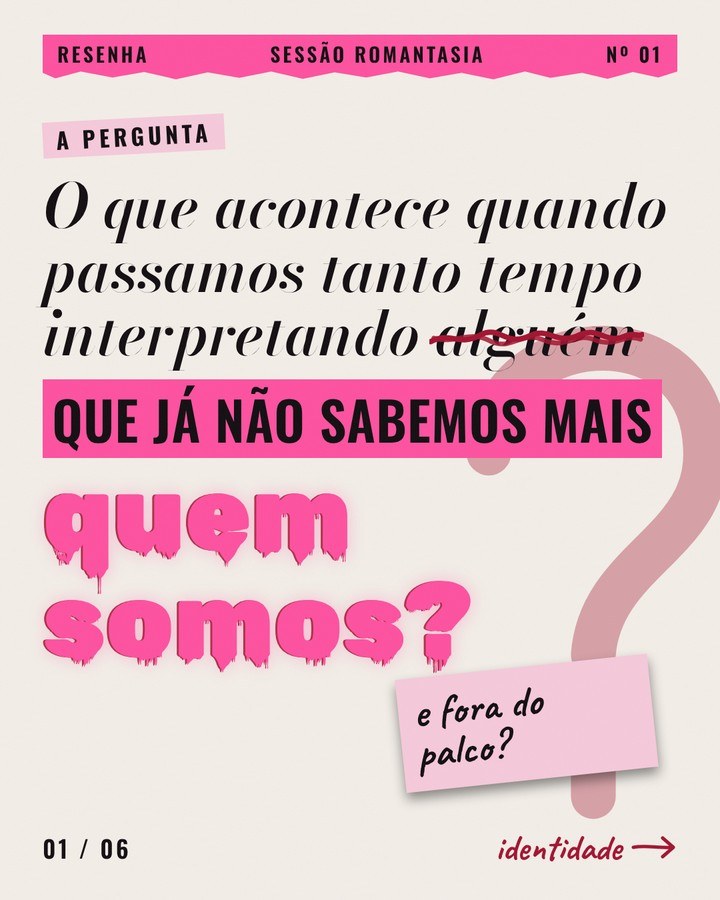 RESENHA SESSÃO ROMANTASIA Nº 01
A PERGUNTA
O que acontece quando
passamos tanto tempo
interpretando alguém
QUE JÁ NÃO SABEMOS MAIS
quem
somos?
e fora do
palco?
01 / 06
identidade →